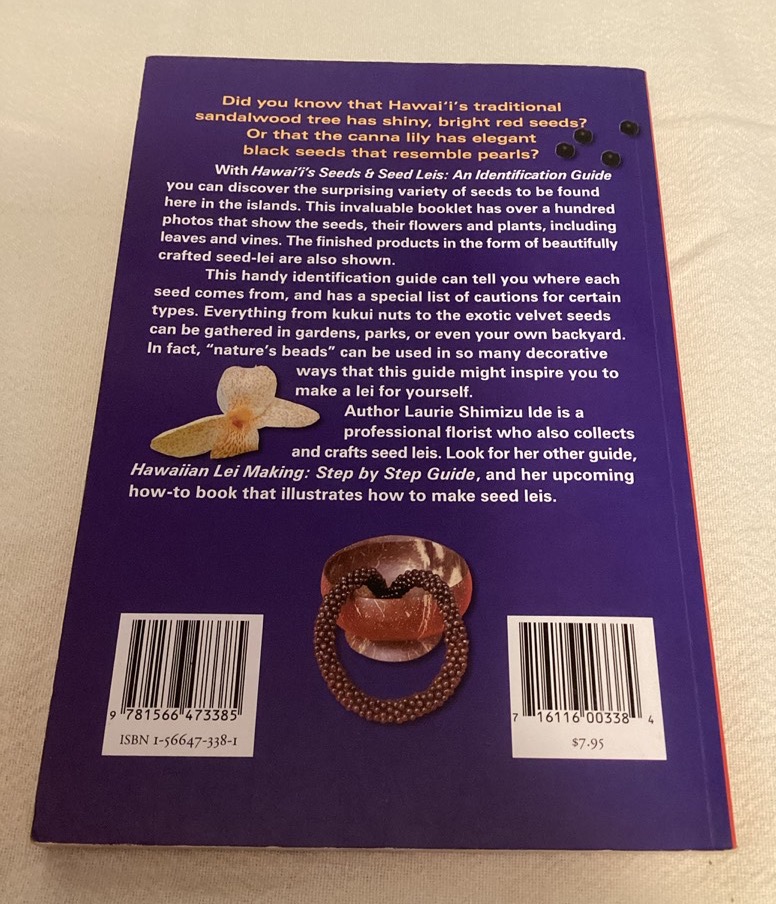 Did you know that Hawai‘i’s traditional
sandalwood tree has shiny, bright red seeds?
Or that the canna lily has elegant
black seeds that resemble pearls?
With Hawai‘i’s Seeds & Seed Leis: An Identification Guide
you can discover the surprising variety of seeds to be found
here in the islands. This invaluable booklet has over a hundred
photos that show the seeds, their flowers and plants, including
leaves and vines. The finished products in the form of beautifully
crafted seed-lei are also shown.
This handy identification guide can tell you where each
seed comes from, and has a special list of cautions for certain
types. Everything from kukui nuts to the exotic velvet seeds
can be gathered in gardens, parks, or even your own backyard.
In fact, “nature’s beads” can be used in so many decorative
ways that this guide might inspire you to
make a lei for yourself.
Author Laurie Shimizu Ide is a
professional florist who also collects
and crafts seed leis. Look for her other guide,
Hawaiian Lei Making: Step by Step Guide, and her upcoming
how-to book that illustrates how to make seed leis.
9 781566 473385
ISBN 1-56647-338-1
7 16116 00338 4
$7.95